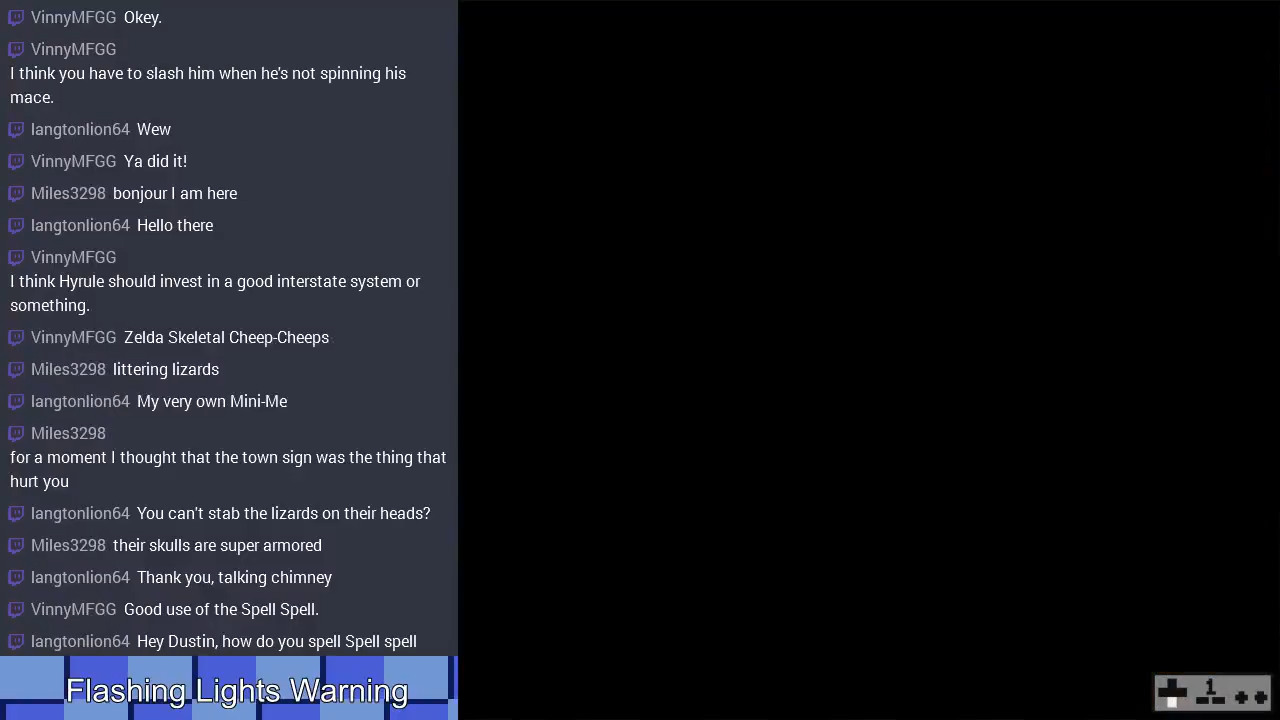 VinnyMFGG Okey.
VinnyMFGG
I think you have to slash him when he's not spinning his
mace.
langtonlion64 Wew
VinnyMFGG Ya did it!
Miles3298 bonjour I am here
langtonlion64 Hello there
VinnyMFGG
I think Hyrule should invest in a good interstate system or
something.
VinnyMFGG Zelda Skeletal Cheep-Cheeps
Miles3298 littering lizards
langtonlion64 My very own Mini-Me
Miles3298
for a moment I thought that the town sign was the thing that
hurt you
langtonlion64 You can't stab the lizards on their heads?
Miles3298 their skulls are super armored
langtonlion64 Thank you, talking chimney
VinnyMFGG Good use of the Spell Spell.
langtonlion64 Hey Dustin, how do you spell Spell spell
Flashing Lights Warning
1